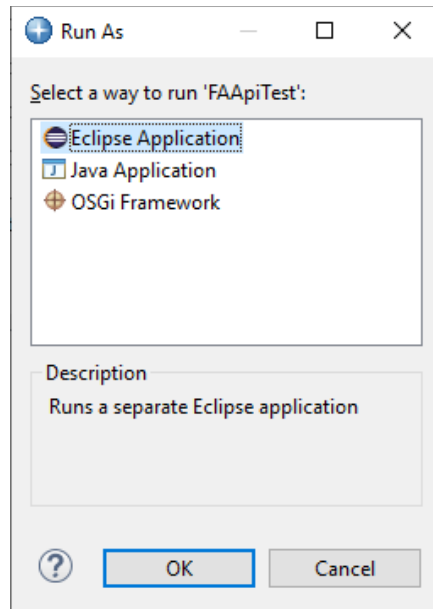 Run As
Select a way to run 'FAApiTest':
Eclipse Application
Java Application
OSGi Framework
Description
Runs a separate Eclipse application
OK
Cancel